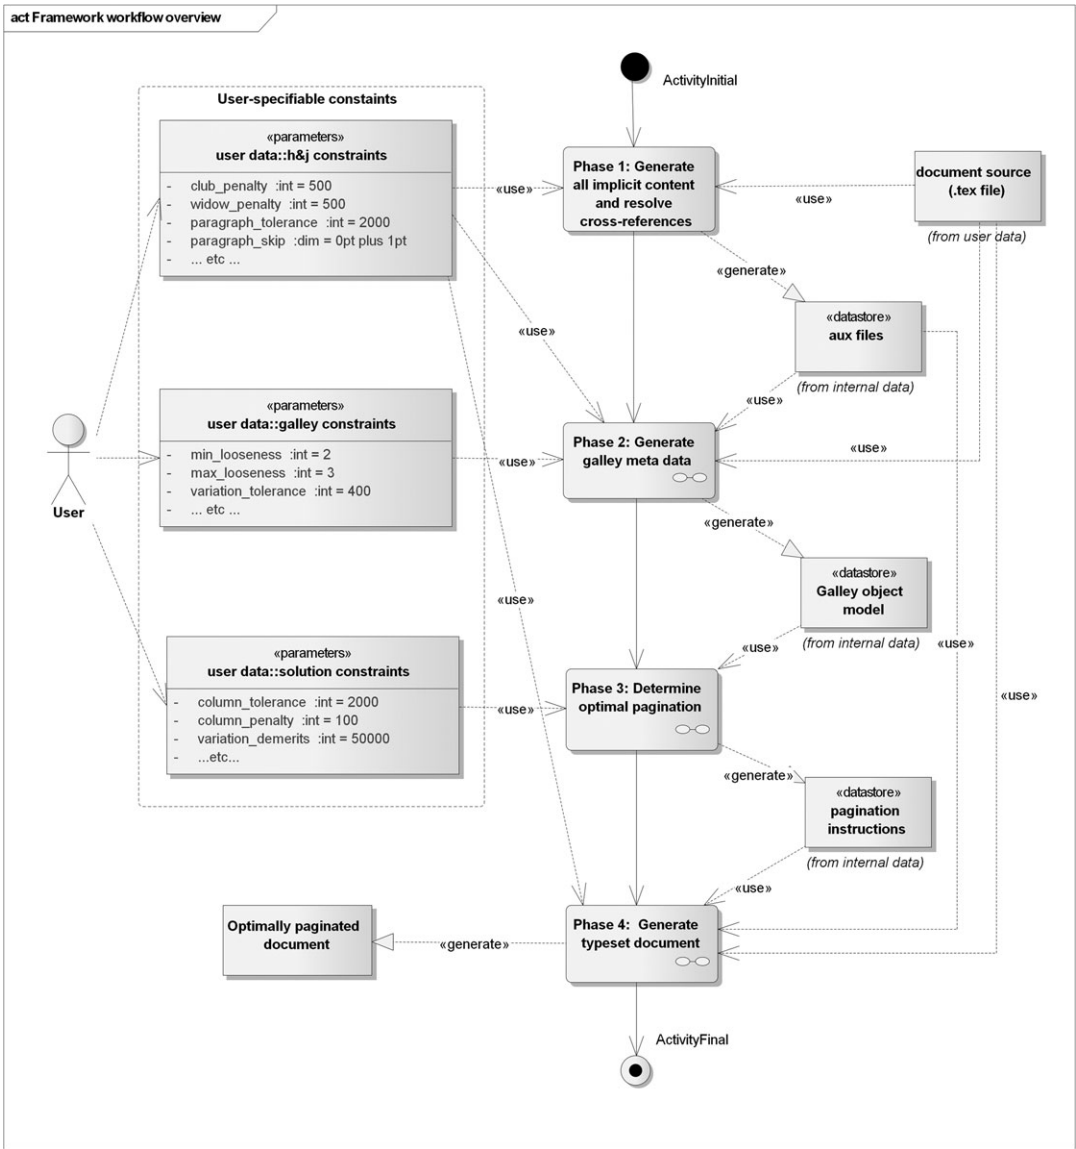 act Framework workflow overview
ActivityInitial
User-specifiable constaints
«parameters»
user data::h&j constraints
- club_penalty :int = 500
- widow_penalty :int = 500
- paragraph_tolerance :int = 2000
- paragraph_skip :dim = 0pt plus 1pt
- ... etc ...
«use»
Phase 1: Generate
all implicit content
and resolve
cross-references
«use»
document source
(.tex file)
(from user data)
«generate»
«datastore»
aux files
(from internal data)
«use»
«use»
«parameters»
user data::galley constraints
- min_looseness :int = 2
- max_looseness :int = 3
- variation_tolerance :int = 400
- ... etc ...
User
«use»
Phase 2: Generate
galley meta data
«use»
«generate»
«datastore»
Galley object
model
(from internal data)
«use»
«use»
«use»
«use»
«parameters»
user data::solution constraints
- column_tolerance :int = 2000
- column_penalty :int = 100
- variation_demerits :int = 50000
- ...etc...
«use»
Phase 3: Determine
optimal pagination
«generate»
«datastore»
pagination
instructions
(from internal data)
«use»
Optimally paginated
document
«generate»
Phase 4: Generate
typeset document
ActivityFinal